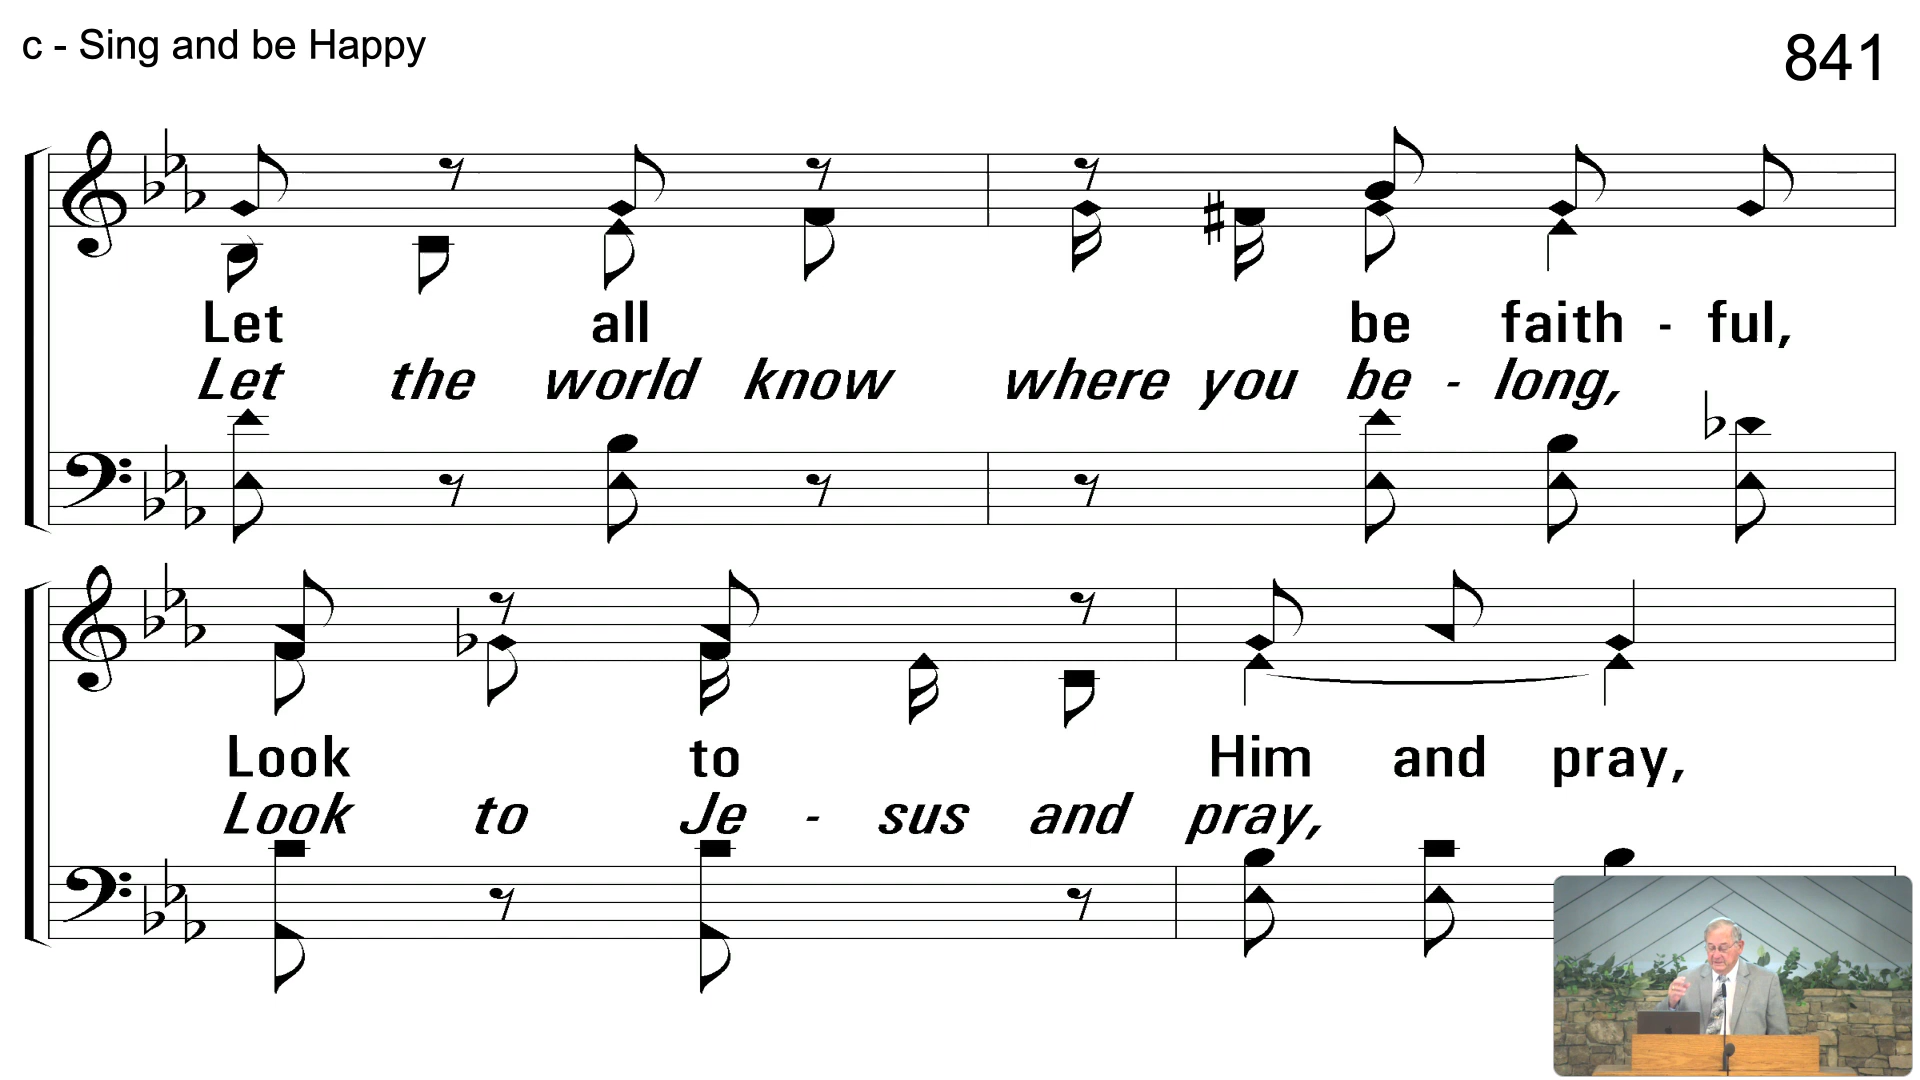 c - Sing and be Happy
841
Let all be faith - ful,
Let the world know where you be - long,
Look to Him and pray,
Look to Je - sus and pray,